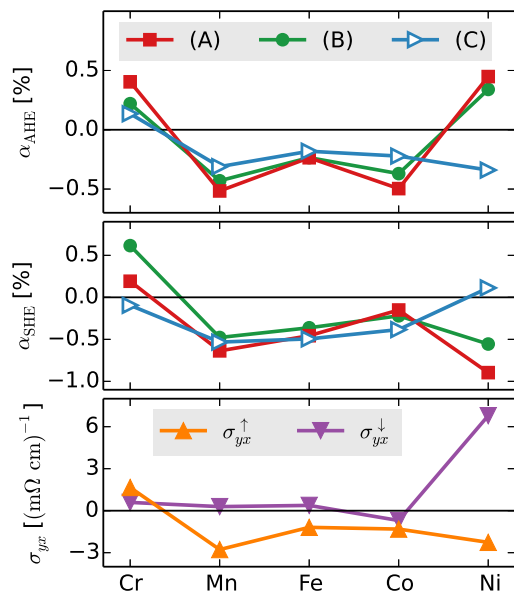 (A) (B) (C)
α_AHE [%]
0.5
0.0
−0.5
α_SHE [%]
0.5
0.0
−0.5
−1.0
σ_yx [(mΩ cm)⁻¹]
σ_yx^↑ σ_yx^↓
6
3
0
−3
Cr Mn Fe Co Ni